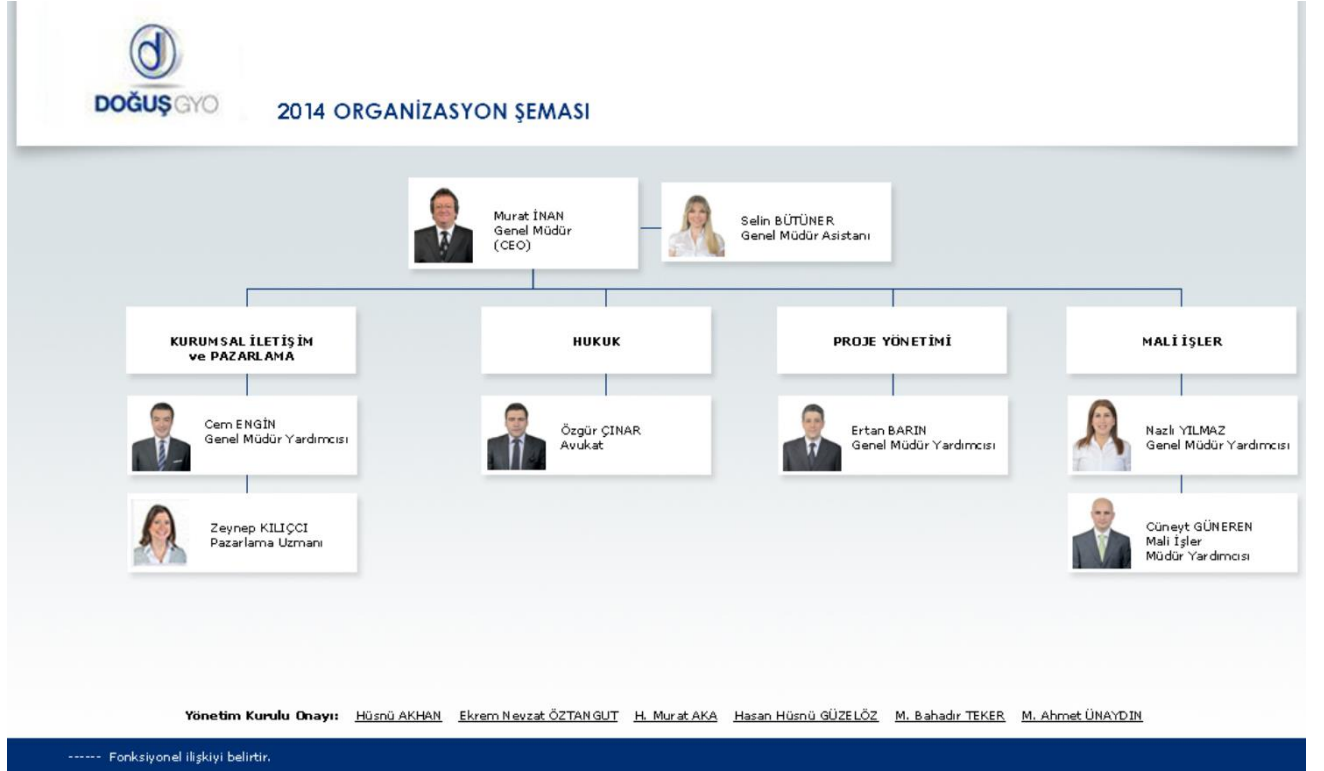 DOĞUŞ GYO
2014 ORGANİZASYON ŞEMASI
Murat İNAN
Genel Müdür
(CEO)
Selin BÜTÜNER
Genel Müdür Asistanı
KURUMSAL İLETİŞİM
ve PAZARLAMA
HUKUK
PROJE YÖNETİMİ
MALİ İŞLER
Cem ENGİN
Genel Müdür Yardımcısı
Özgür ÇINAR
Avukat
Ertan BARIN
Genel Müdür Yardımcısı
Nazlı YILMAZ
Genel Müdür Yardımcısı
Zeynep KILIÇCI
Pazarlama Uzmanı
Cüneyt GÜNEREN
Mali İşler
Müdür Yardımcısı
Yönetim Kurulu Onayı: Hüsnü AKHAN Ekrem Nevzat ÖZTANGUT H. Murat AKA Hasan Hüsnü GÜZELÖZ M. Bahadır TEKER M. Ahmet ÜNAYDIN
------ Fonksiyonel ilişkiyi belirtir.